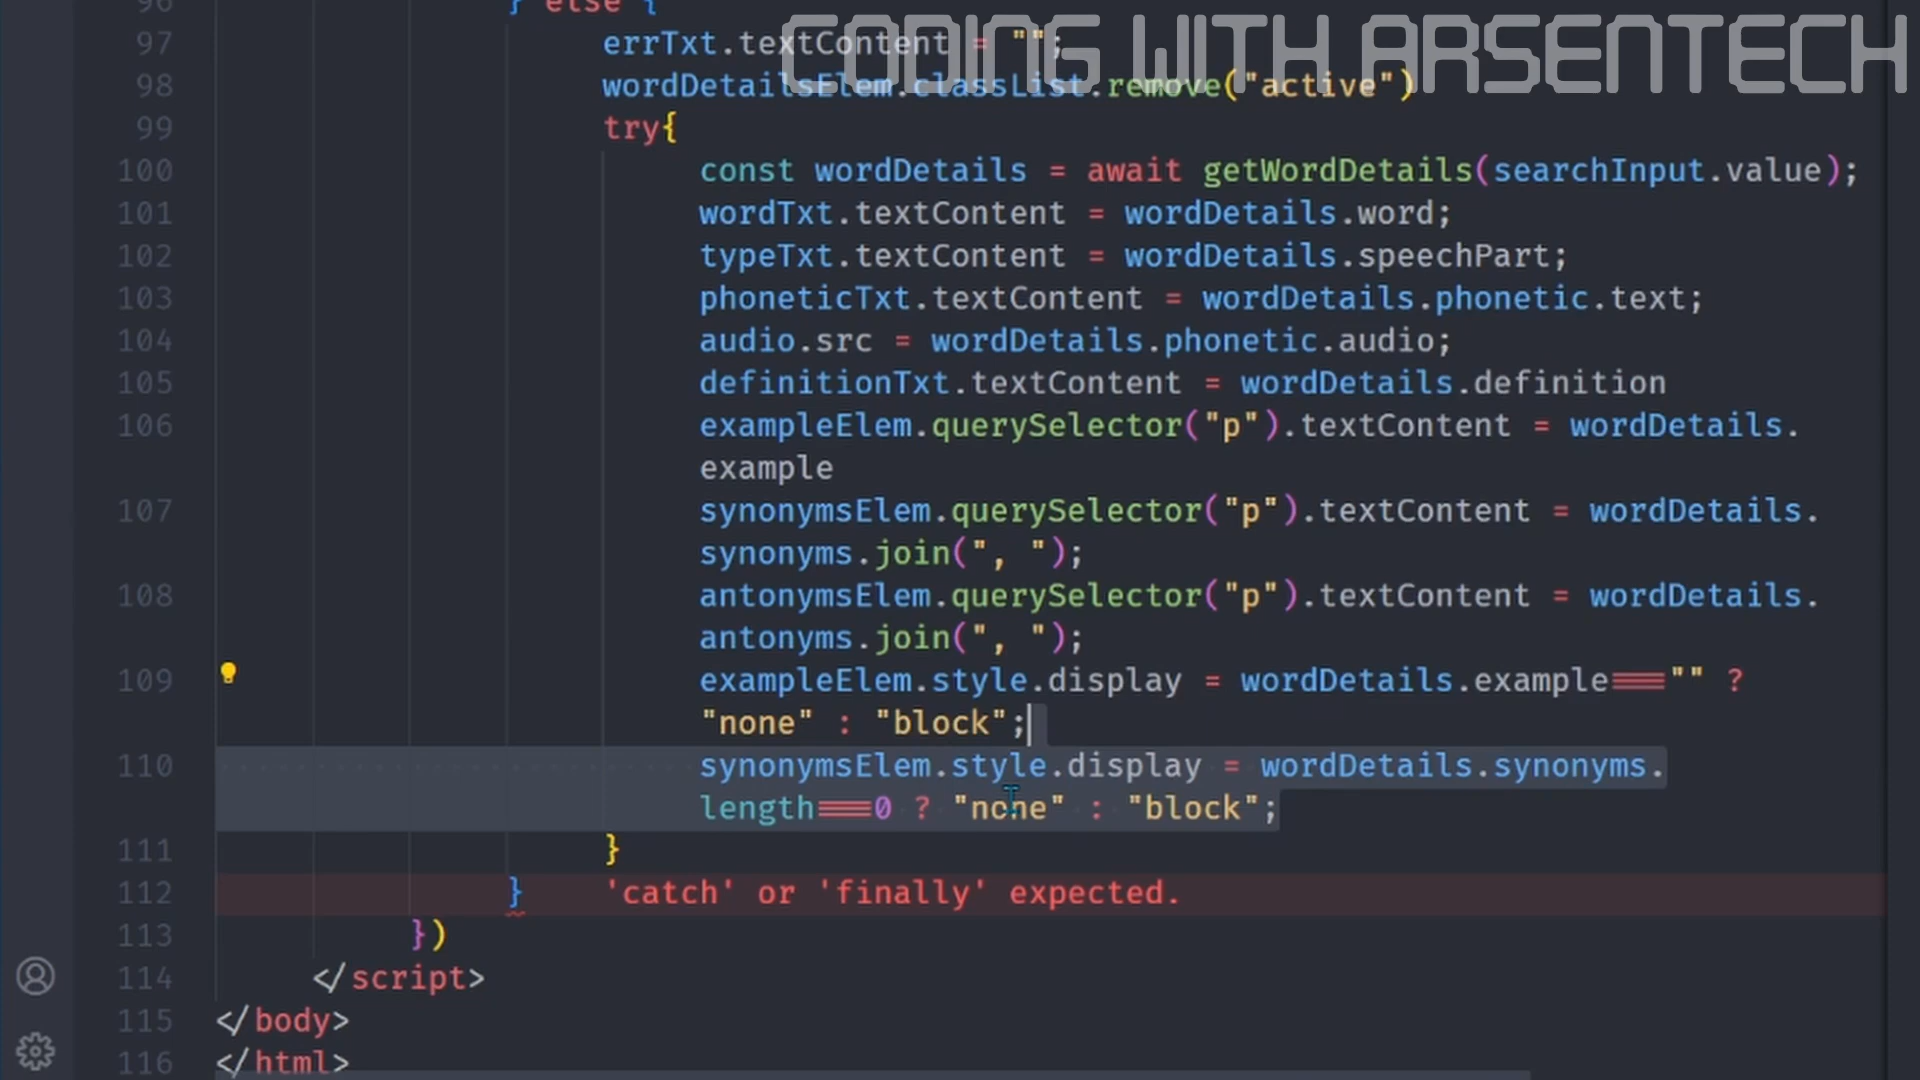 CODING WITH ARSENTECH
96 } else {
97 errTxt.textContent = "";
98 wordDetailsElem.classList.remove("active")
99 try{
100 const wordDetails = await getWordDetails(searchInput.value);
101 wordTxt.textContent = wordDetails.word;
102 typeTxt.textContent = wordDetails.speechPart;
103 phoneticTxt.textContent = wordDetails.phonetic.text;
104 audio.src = wordDetails.phonetic.audio;
105 definitionTxt.textContent = wordDetails.definition
106 exampleElem.querySelector("p").textContent = wordDetails.
example
107 synonymsElem.querySelector("p").textContent = wordDetails.
synonyms.join(", ");
108 antonymsElem.querySelector("p").textContent = wordDetails.
antonyms.join(", ");
109 exampleElem.style.display = wordDetails.example==="" ?
"none" : "block";
110 synonymsElem.style.display = wordDetails.synonyms.
length===0 ? "none" : "block";
111 }
112 } 'catch' or 'finally' expected.
113 })
114 </script>
115 </body>
116 </html>